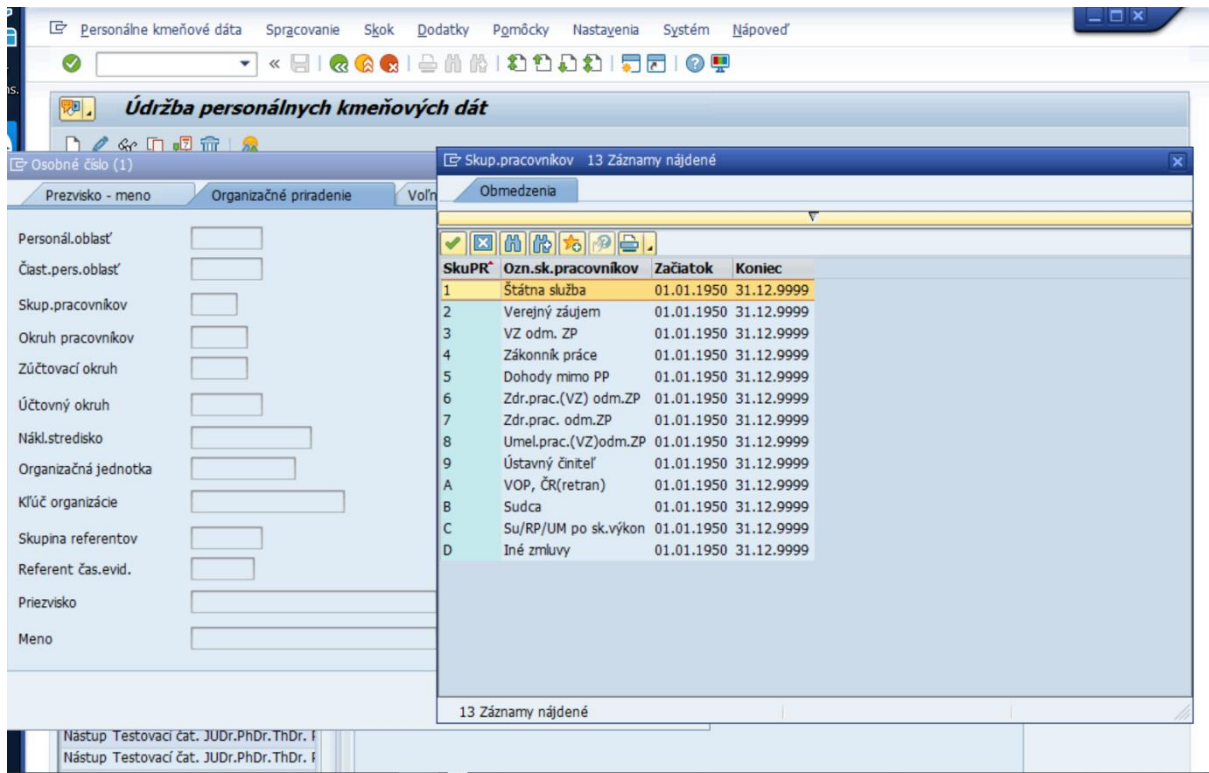 Personálne kmeňové dáta Spracovanie Skok Dodatky Pomôcky Nastavenia Systém Nápoveď
ns.
Údržba personálnych kmeňových dát
Osobné číslo (1)
Prezvisko - meno Organizačné priradenie Voľn
Personál.oblasť
Čiast.pers.oblasť
Skup.pracovníkov
Okruh pracovníkov
Zúčtovací okruh
Účtovný okruh
Nákl.stredisko
Organizačná jednotka
Kľúč organizácie
Skupina referentov
Referent čas.evid.
Priezvisko
Meno
Skup.pracovníkov 13 Záznamy nájdené
Obmedzenia
SkuPR Ozn.sk.pracovníkov Začiatok Koniec
1 Štátna služba 01.01.1950 31.12.9999
2 Verejný záujem 01.01.1950 31.12.9999
3 VZ odm. ZP 01.01.1950 31.12.9999
4 Zákonník práce 01.01.1950 31.12.9999
5 Dohody mimo PP 01.01.1950 31.12.9999
6 Zdr.prac.(VZ) odm.ZP 01.01.1950 31.12.9999
7 Zdr.prac. odm.ZP 01.01.1950 31.12.9999
8 Umel.prac.(VZ)odm.ZP 01.01.1950 31.12.9999
9 Ústavný činiteľ 01.01.1950 31.12.9999
A VOP, ČR(retran) 01.01.1950 31.12.9999
B Sudca 01.01.1950 31.12.9999
C Su/RP/UM po sk.výkon 01.01.1950 31.12.9999
D Iné zmluvy 01.01.1950 31.12.9999
13 Záznamy nájdené
Nástup Testovací čat. JUDr.PhDr.ThDr.
Nástup Testovací čat. JUDr.PhDr.ThDr.